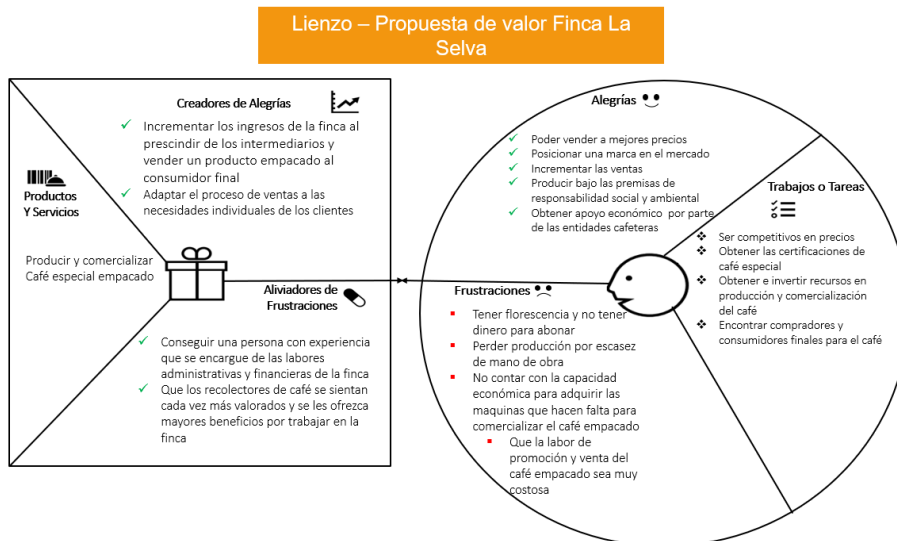 Lienzo – Propuesta de valor Finca La
Selva
Creadores de Alegrías
Incrementar los ingresos de la finca al
prescindir de los intermediarios y
vender un producto empacado al
consumidor final
Adaptar el proceso de ventas a las
necesidades individuales de los clientes
Productos
Y Servicios
Producir y comercializar
Café especial empacado
Aliviadores de
Frustraciones
Conseguir una persona con experiencia
que se encargue de las labores
administrativas y financieras de la finca
Que los recolectores de café se sientan
cada vez más valorados y se les ofrezca
mayores beneficios por trabajar en la
finca
Alegrías
Poder vender a mejores precios
Posicionar una marca en el mercado
Incrementar las ventas
Producir bajo las premisas de
responsabilidad social y ambiental
Obtener apoyo económico por parte
de las entidades cafeteras
Trabajos o Tareas
Ser competitivos en precios
Obtener las certificaciones de
café especial
Obtener e invertir recursos en
producción y comercialización
del café
Encontrar compradores y
consumidores finales para el café
Frustraciones
Tener florescencia y no tener
dinero para abonar
Perder producción por escasez
de mano de obra
No contar con la capacidad
económica para adquirir las
maquinas que hacen falta para
comercializar el café empacado
Que la labor de
promoción y venta del
café empacado sea muy
costosa